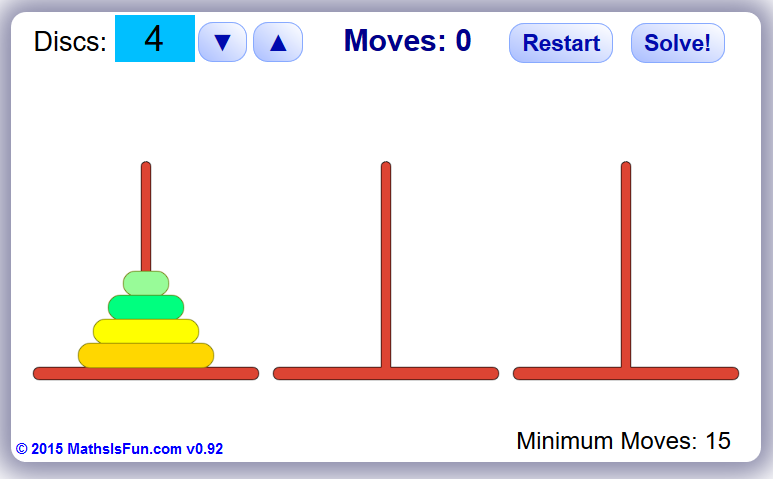 Discs: 4 ▼ ▲ Moves: 0 Restart Solve!
Minimum Moves: 15
© 2015 MathsIsFun.com v0.92